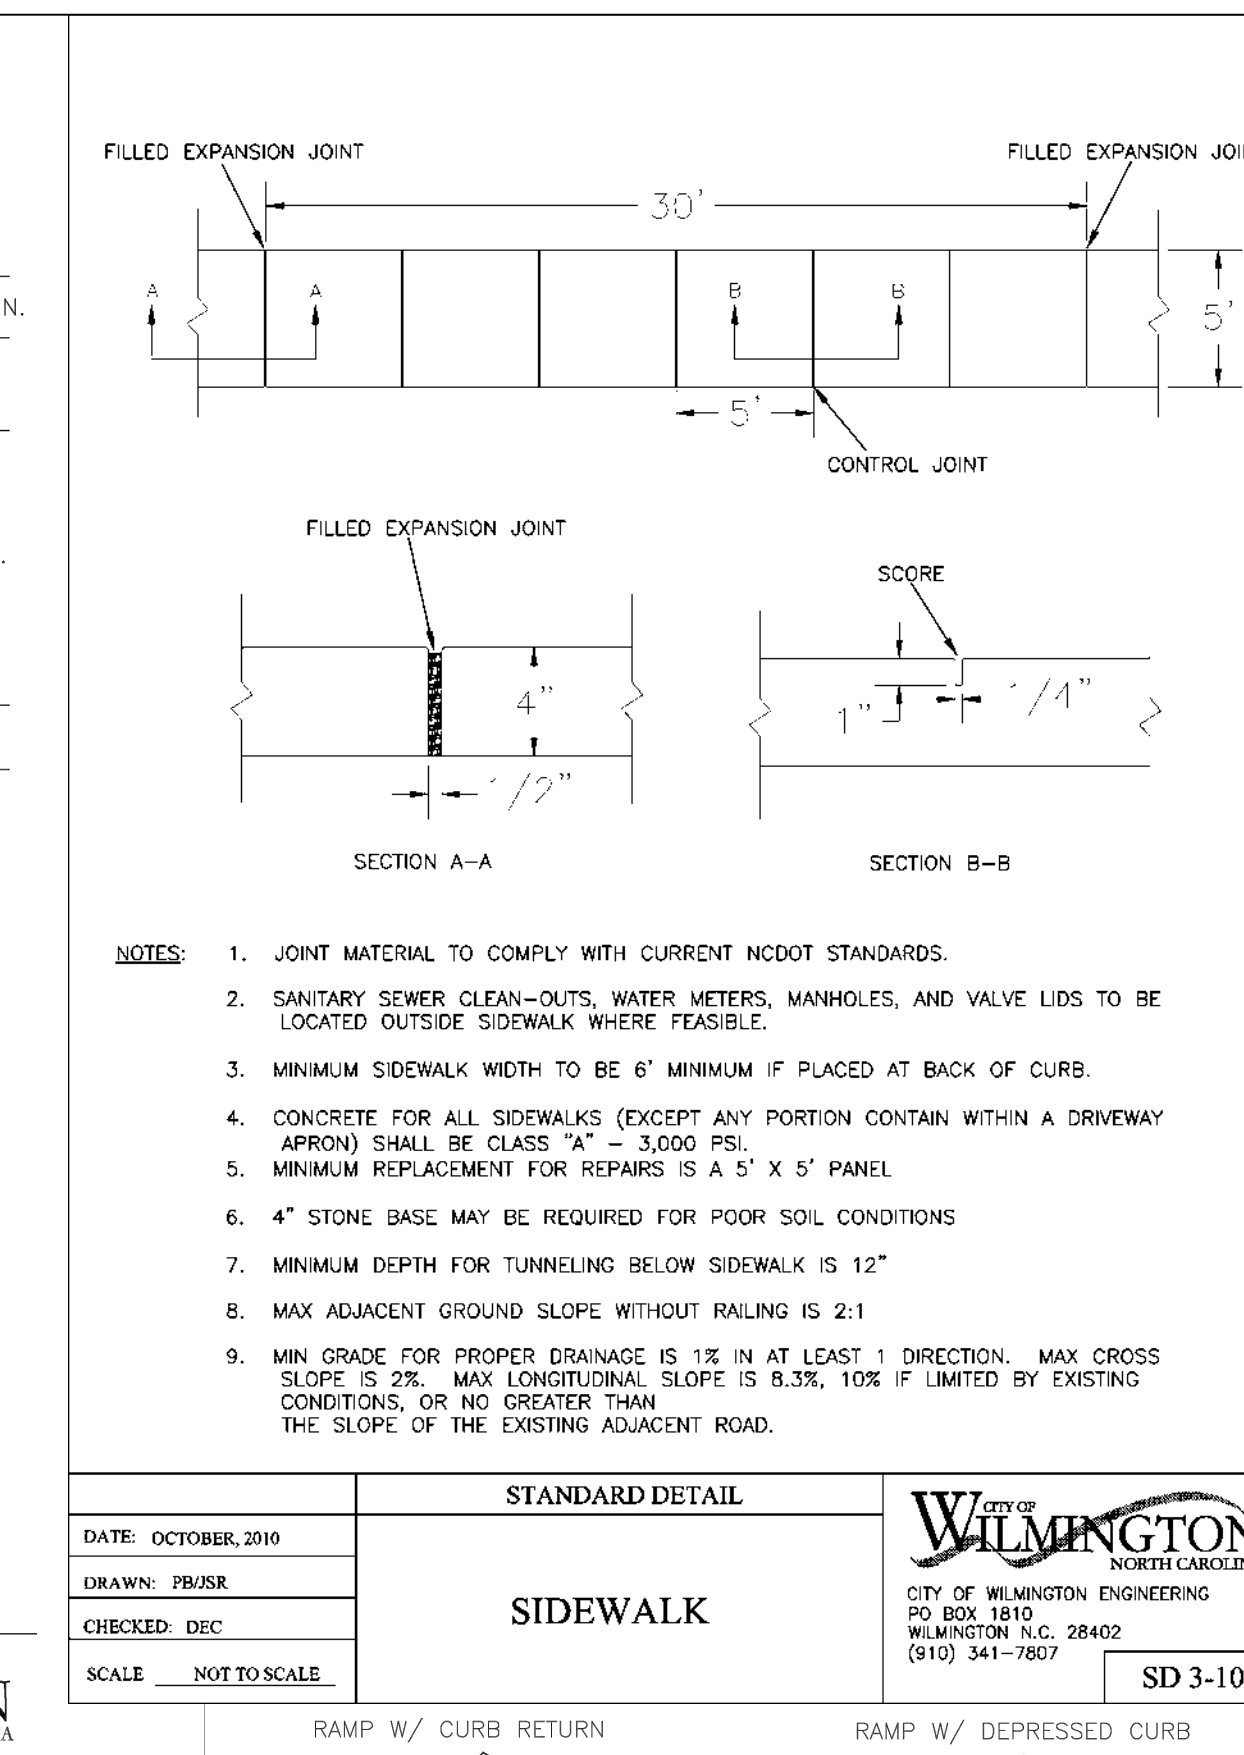 FILLED EXPANSION JOINT
FILLED EXPANSION
30'
N.
A
A
B
B
5'
5'
CONTROL JOINT
FILLED EXPANSION JOINT
SCORE
4"
1"
1/4"
1/2"
SECTION A-A
SECTION B-B
NOTES:
1. JOINT MATERIAL TO COMPLY WITH CURRENT NCDOT STANDARDS.
2. SANITARY SEWER CLEAN-OUTS, WATER METERS, MANHOLES, AND VALVE LIDS TO BE
LOCATED OUTSIDE SIDEWALK WHERE FEASIBLE.
3. MINIMUM SIDEWALK WIDTH TO BE 6' MINIMUM IF PLACED AT BACK OF CURB.
4. CONCRETE FOR ALL SIDEWALKS (EXCEPT ANY PORTION CONTAIN WITHIN A DRIVEWAY
APRON) SHALL BE CLASS "A" - 3,000 PSI.
5. MINIMUM REPLACEMENT FOR REPAIRS IS A 5' X 5' PANEL
6. 4" STONE BASE MAY BE REQUIRED FOR POOR SOIL CONDITIONS
7. MINIMUM DEPTH FOR TUNNELING BELOW SIDEWALK IS 12"
8. MAX ADJACENT GROUND SLOPE WITHOUT RAILING IS 2:1
9. MIN GRADE FOR PROPER DRAINAGE IS 1% IN AT LEAST 1 DIRECTION. MAX CROSS
SLOPE IS 2%. MAX LONGITUDINAL SLOPE IS 8.3%, 10% IF LIMITED BY EXISTING
CONDITIONS, OR NO GREATER THAN
THE SLOPE OF THE EXISTING ADJACENT ROAD.
STANDARD DETAIL
DATE: OCTOBER, 2010
DRAWN: PB/JSR
CHECKED: DEC
SCALE NOT TO SCALE
SIDEWALK
CITY OF
WILMINGTON
NORTH
CITY OF WILMINGTON ENGINEERING
PO BOX 1810
WILMINGTON N.C. 28402
(910) 341-7807
SD 3-10
N
A
RAMP W/ CURB RETURN
RAMP W/ DEPRESSED CURB